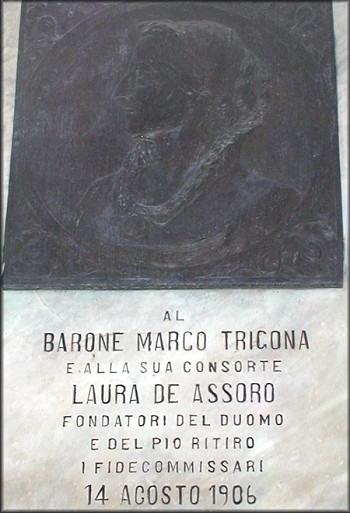 AL
BARONE MARCO TRIGONA
E ALLA SUA CONSORTE
LAURA DE ASSORO
FONDATORI DEL DUOMO
E DEL PIO RITIRO
I FIDECOMMISSARI
14 AGOSTO 1906